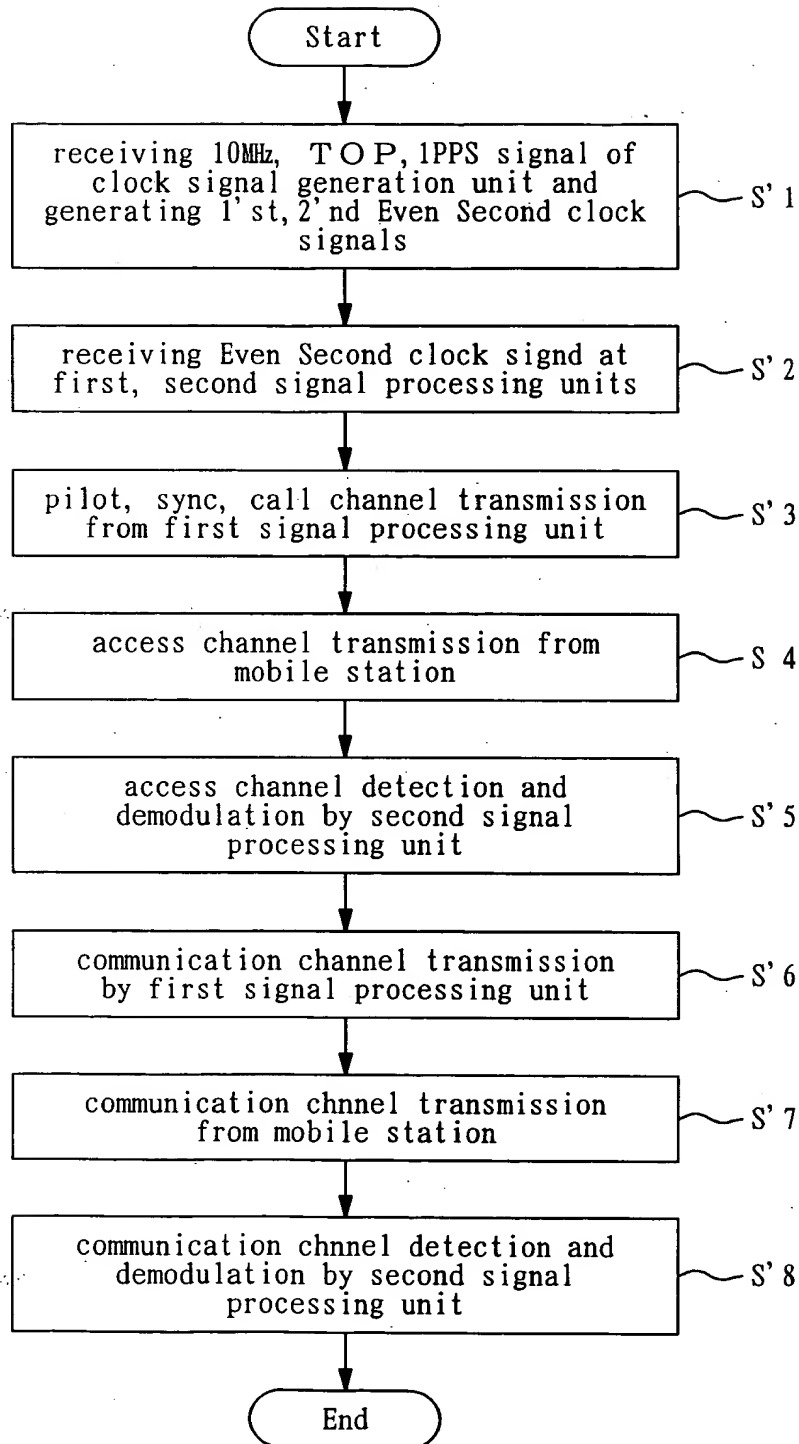 Start
receiving 10MHz, TOP, 1PPS signal of
clock signal generation unit and
generating 1'st, 2'nd Even Second clock
signals
S'1
receiving Even Second clock signd at
first, second signal processing units
S'2
pilot, sync, call channel transmission
from first signal processing unit
S'3
access channel transmission from
mobile station
S 4
access channel detection and
demodulation by second signal
processing unit
S'5
communication channel transmission
by first signal processing unit
S'6
communication chnnel transmission
from mobile station
S'7
communication chnnel detection and
demodulation by second signal
processing unit
S'8
End